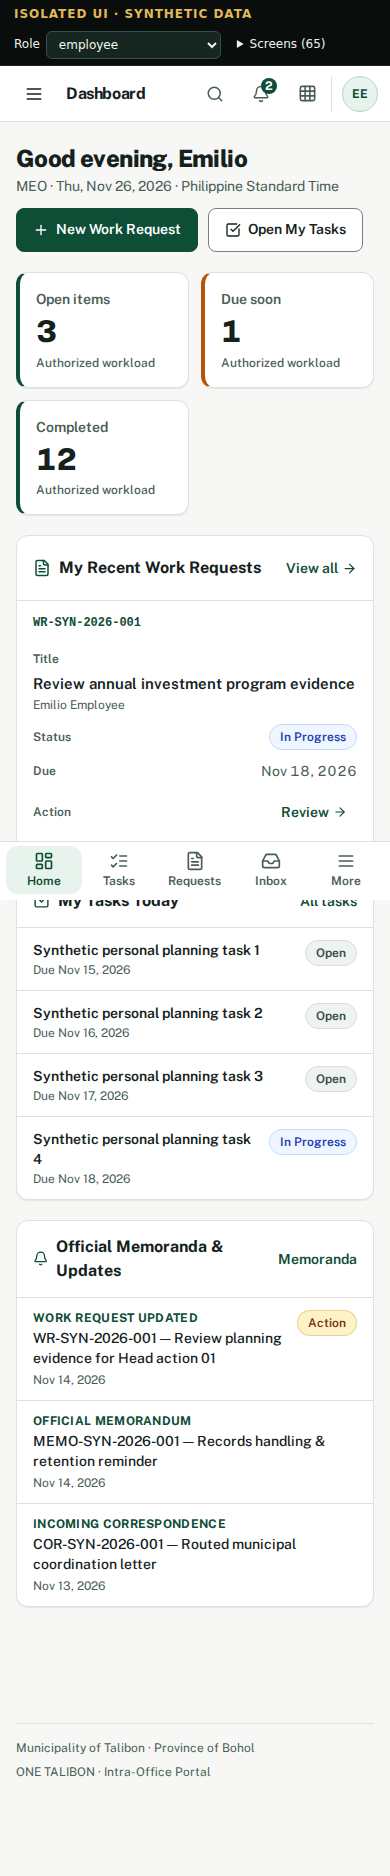 ISOLATED UI · SYNTHETIC DATA
Role employee Screens (65)
Dashboard 2 EE
Good evening, Emilio
MEO · Thu, Nov 26, 2026 · Philippine Standard Time
New Work Request Open My Tasks
Open items
3
Authorized workload
Due soon
1
Authorized workload
Completed
12
Authorized workload
My Recent Work Requests View all →
WR-SYN-2026-001
Title
Review annual investment program evidence
Emilio Employee
Status In Progress
Due Nov 18, 2026
Action Review →
Home Tasks Requests Inbox More
My Tasks Today All tasks
Synthetic personal planning task 1 Open
Due Nov 15, 2026
Synthetic personal planning task 2 Open
Due Nov 16, 2026
Synthetic personal planning task 3 Open
Due Nov 17, 2026
Synthetic personal planning task In Progress
4
Due Nov 18, 2026
Official Memoranda &
Updates
Memoranda
WORK REQUEST UPDATED Action
WR-SYN-2026-001 — Review planning
evidence for Head action 01
Nov 14, 2026
OFFICIAL MEMORANDUM
MEMO-SYN-2026-001 — Records handling &
retention reminder
Nov 14, 2026
INCOMING CORRESPONDENCE
COR-SYN-2026-001 — Routed municipal
coordination letter
Nov 13, 2026
Municipality of Talibon · Province of Bohol
ONE TALIBON · Intra-Office Portal